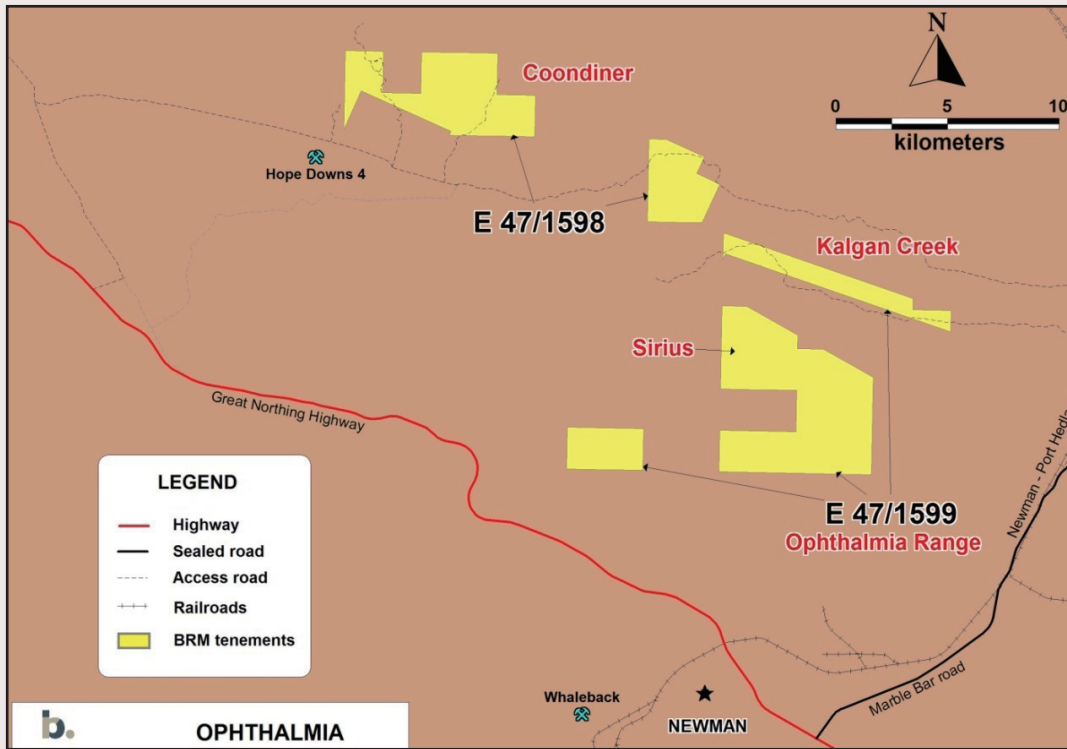 Coondiner
N
0 5 10
kilometers
Hope Downs 4
E 47/1598
Kalgan Creek
Sirius
Great Northing Highway
E 47/1599
Ophthalmia Range
Newman - Port Hedl
Marble Bar road
LEGEND
Highway
Sealed road
Access road
Railroads
BRM tenements
Whaleback
NEWMAN
b.
OPHTHALMIA